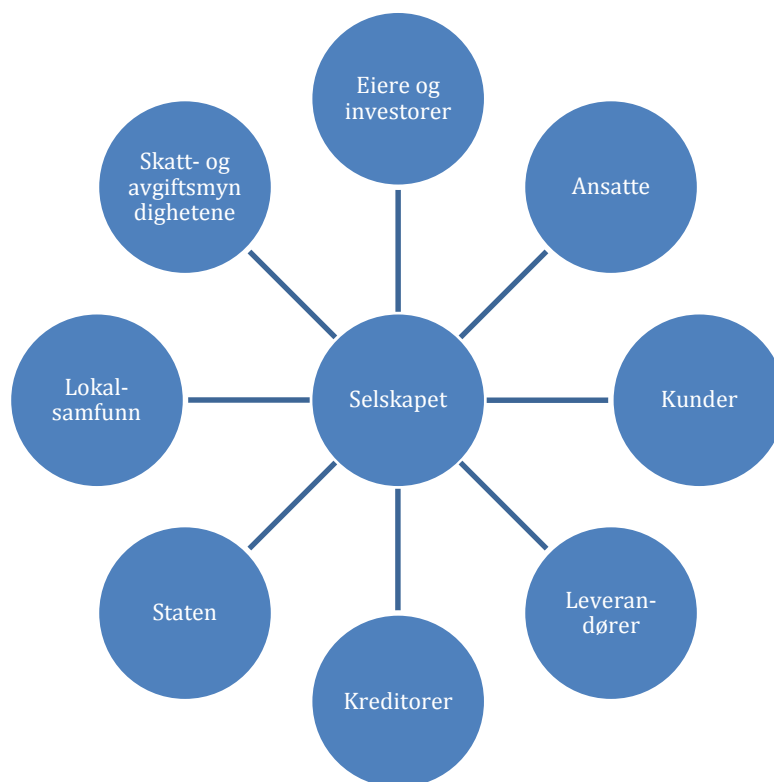 Eiere og
investorer
Skatt- og
avgiftsmyn
dighetene
Ansatte
Lokal-
samfunn
Selskapet
Kunder
Staten
Leveran-
dører
Kreditorer